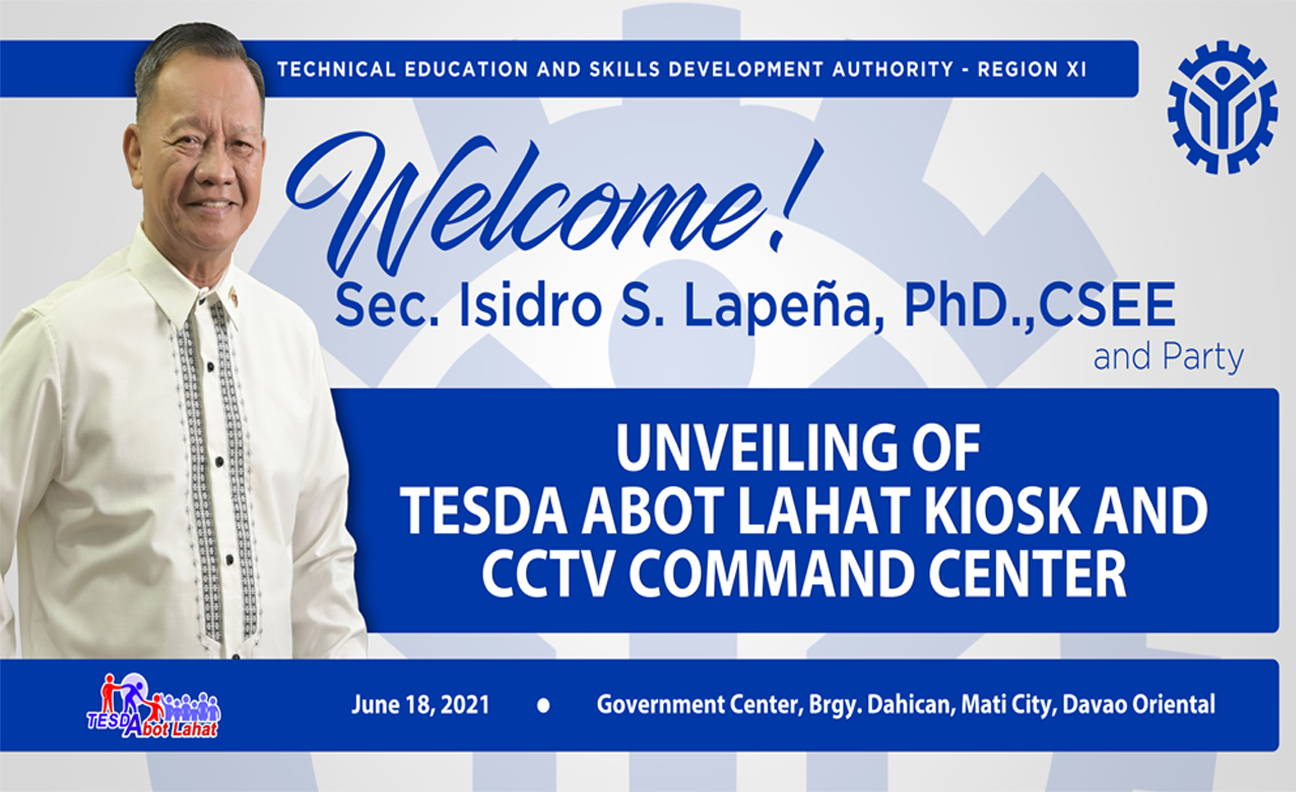 TECHNICAL EDUCATION AND SKILLS DEVELOPMENT AUTHORITY - REGION XI
Welcome!
Sec. Isidro S. Lapeña, PhD.,CSEE
and Party
UNVEILING OF
TESDA ABOT LAHAT KIOSK AND
CCTV COMMAND CENTER
TESDA Abot Lahat
June 18, 2021 • Government Center, Brgy. Dahican, Mati City, Davao Oriental